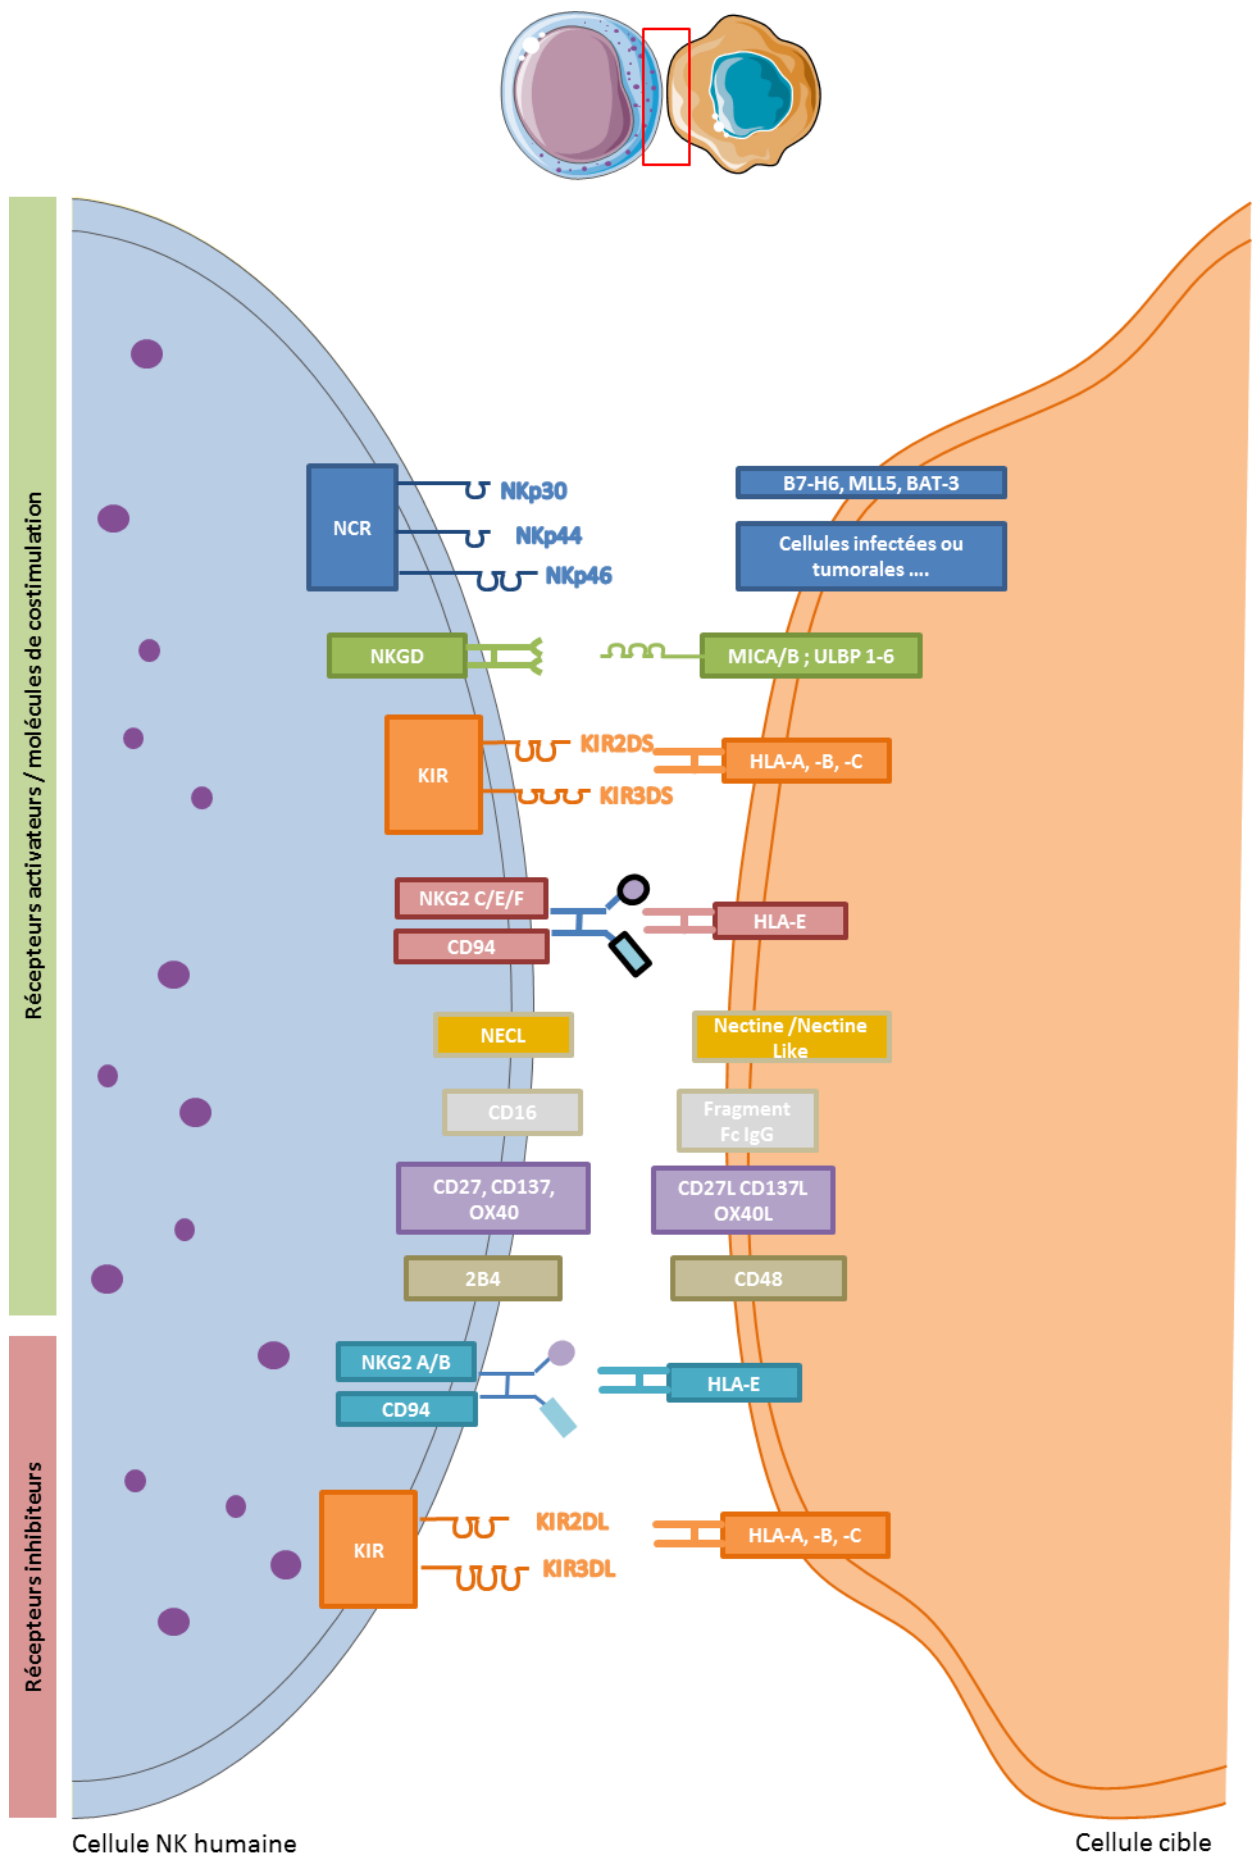 Récepteurs activateurs / molécules de costimulation
NCR
NKp30
NKp44
NKp46
B7-H6, MLL5, BAT-3
Cellules infectées ou
tumorales ....
NKGD
MICA/B ; ULBP 1-6
KIR
KIR2DS
KIR3DS
HLA-A, -B, -C
NKG2 C/E/F
CD94
HLA-E
NECL
Nectine /Nectine
Like
CD16
Fragment
Fc IgG
CD27, CD137,
OX40
CD27L CD137L
OX40L
2B4
CD48
Récepteurs inhibiteurs
NKG2 A/B
CD94
HLA-E
KIR
KIR2DL
KIR3DL
HLA-A, -B, -C
Cellule NK humaine
Cellule cible